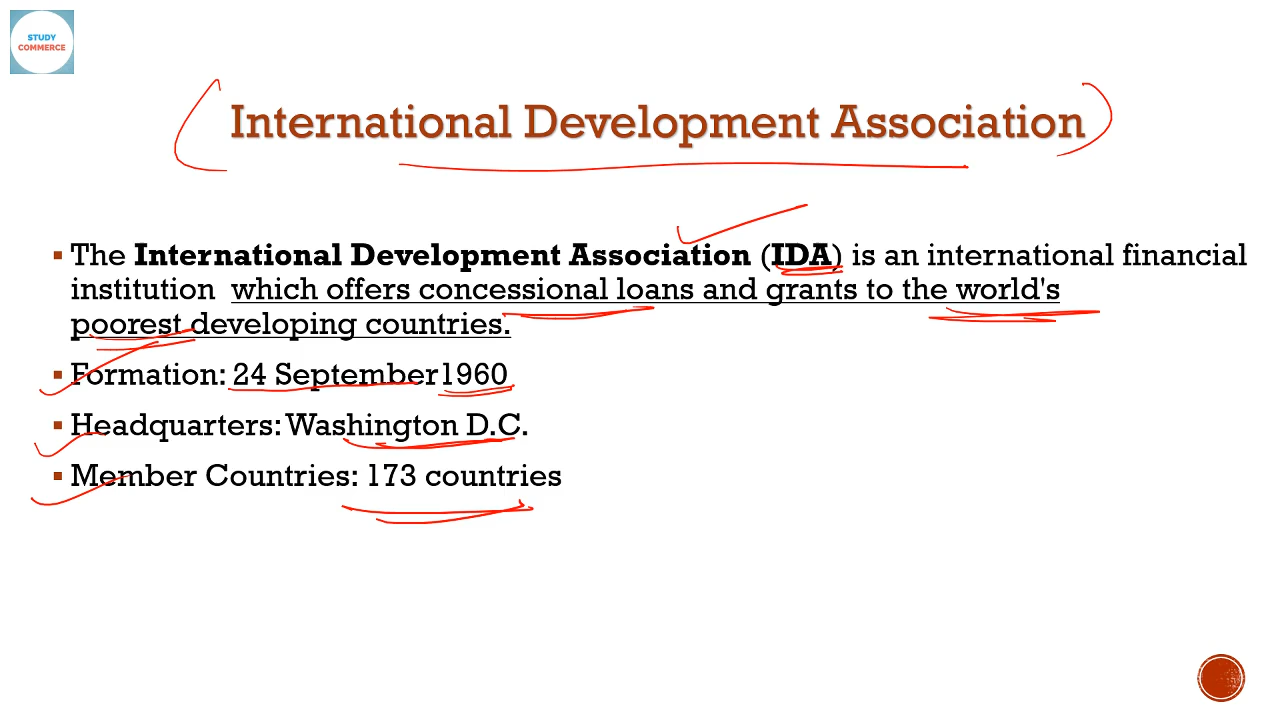 STUDY
COMMERCE
International Development Association
▪ The International Development Association (IDA) is an international financial
institution which offers concessional loans and grants to the world's
poorest developing countries.
▪ Formation: 24 September1960
▪ Headquarters: Washington D.C.
▪ Member Countries: 173 countries